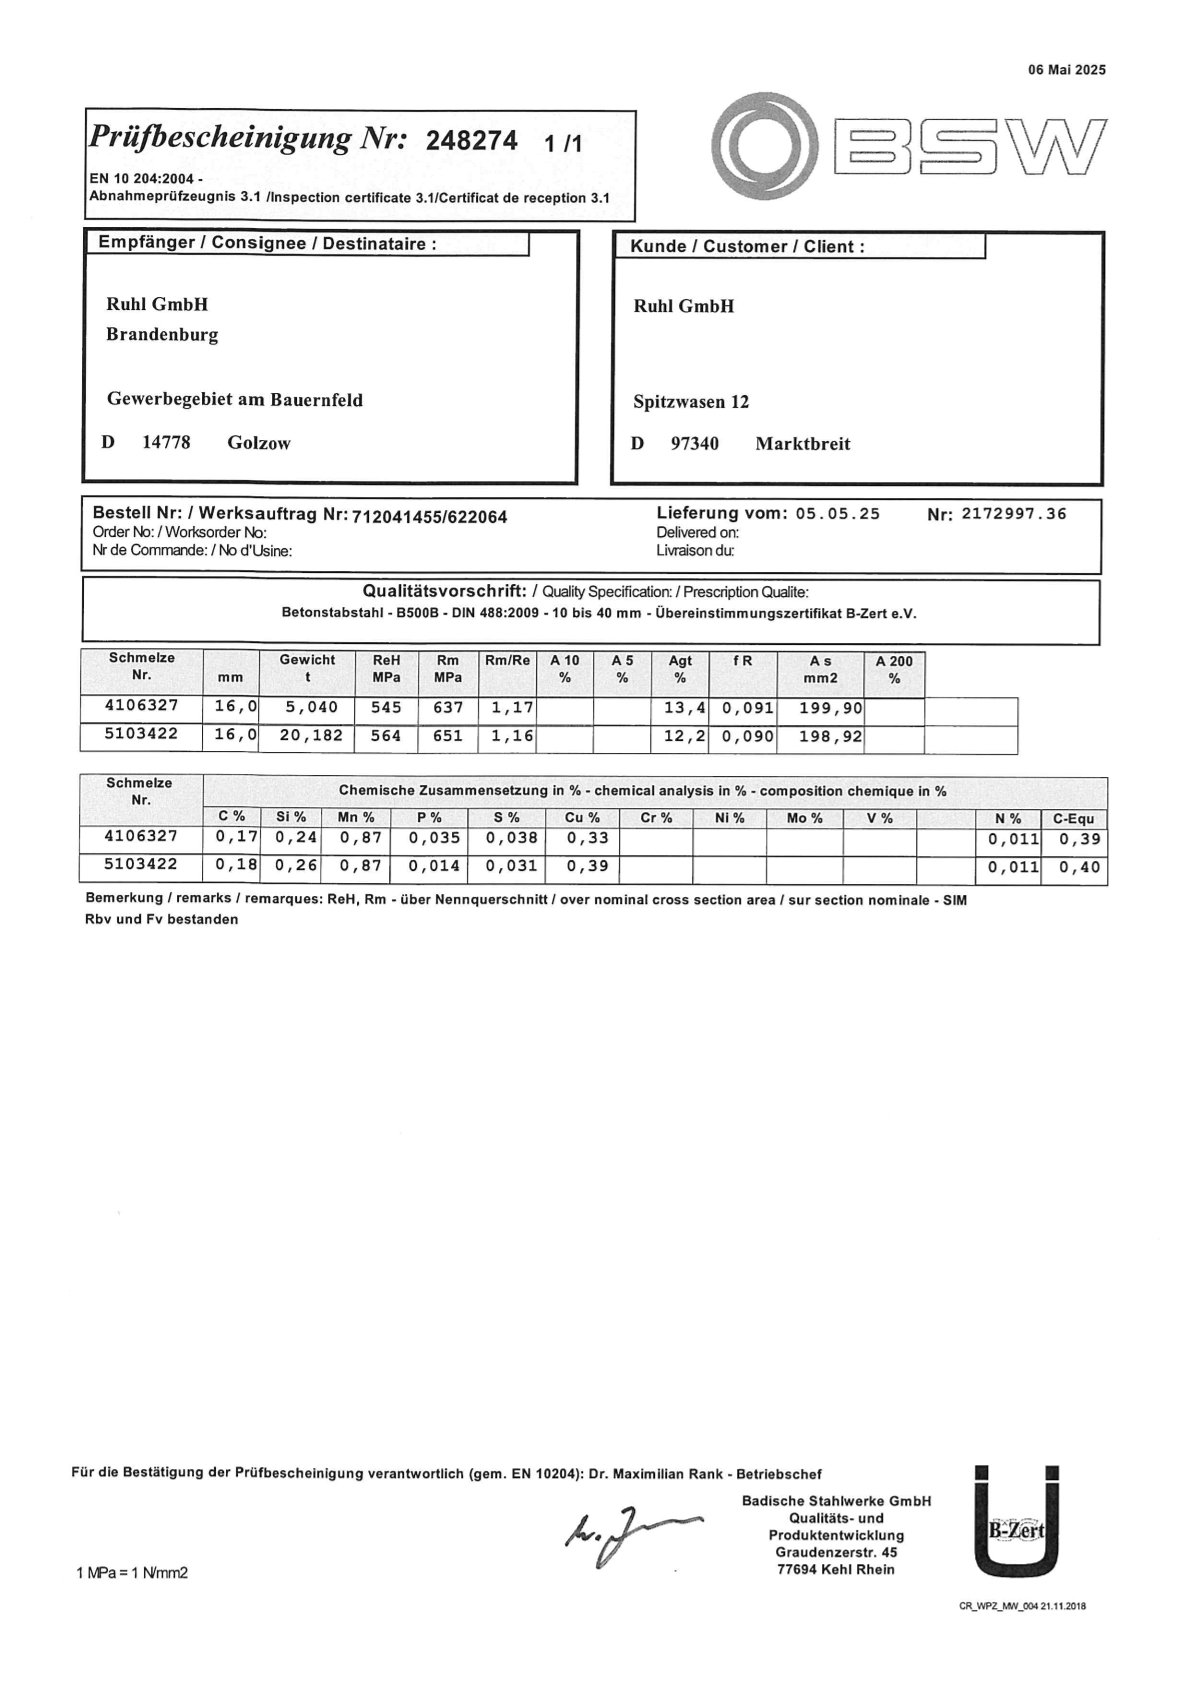 06 Mai 2025
Prüfbescheinigung Nr: 248274 1 /1
EN 10 204:2004 -
Abnahmeprüfzeugnis 3.1 /Inspection certificate 3.1/Certificat de reception 3.1
BSW
Empfänger / Consignee / Destinataire :
Ruhl GmbH
Brandenburg
Gewerbegebiet am Bauernfeld
D 14778 Golzow
Kunde / Customer / Client :
Ruhl GmbH
Spitzwasen 12
D 97340 Marktbreit
Bestell Nr: / Werksauftrag Nr: 712041455/622064
Order No: / Worksorder No:
Nr de Commande: / No d'Usine:
Lieferung vom: 05.05.25 Nr: 2172997.36
Delivered on:
Livraison du:
Qualitätsvorschrift: / Quality Specification: / Prescription Qualite:
Betonstabstahl - B500B - DIN 488:2009 - 10 bis 40 mm - Übereinstimmungszertifikat B-Zert e.V.
Schmelze Gewicht ReH Rm Rm/Re A 10 A 5 Agt f R A s A 200
Nr. mm t MPa MPa % % % mm2 %
4106327 16,0 5,040 545 637 1,17 13,4 0,091 199,90
5103422 16,0 20,182 564 651 1,16 12,2 0,090 198,92
Schmelze Chemische Zusammensetzung in % - chemical analysis in % - composition chemique in %
Nr. C % Si % Mn % P % S % Cu % Cr % Ni % Mo % V % N % C-Equ
4106327 0,17 0,24 0,87 0,035 0,038 0,33 0,011 0,39
5103422 0,18 0,26 0,87 0,014 0,031 0,39 0,011 0,40
Bemerkung / remarks / remarques: ReH, Rm - über Nennquerschnitt / over nominal cross section area / sur section nominale - SIM
Rbv und Fv bestanden
Für die Bestätigung der Prüfbescheinigung verantwortlich (gem. EN 10204): Dr. Maximilian Rank - Betriebschef
Badische Stahlwerke GmbH
Qualitäts- und
Produktentwicklung
Graudenzerstr. 45
77694 Kehl Rhein
B-Zert
1 MPa = 1 N/mm2
CR_WPZ_MW_004 21.11.2018